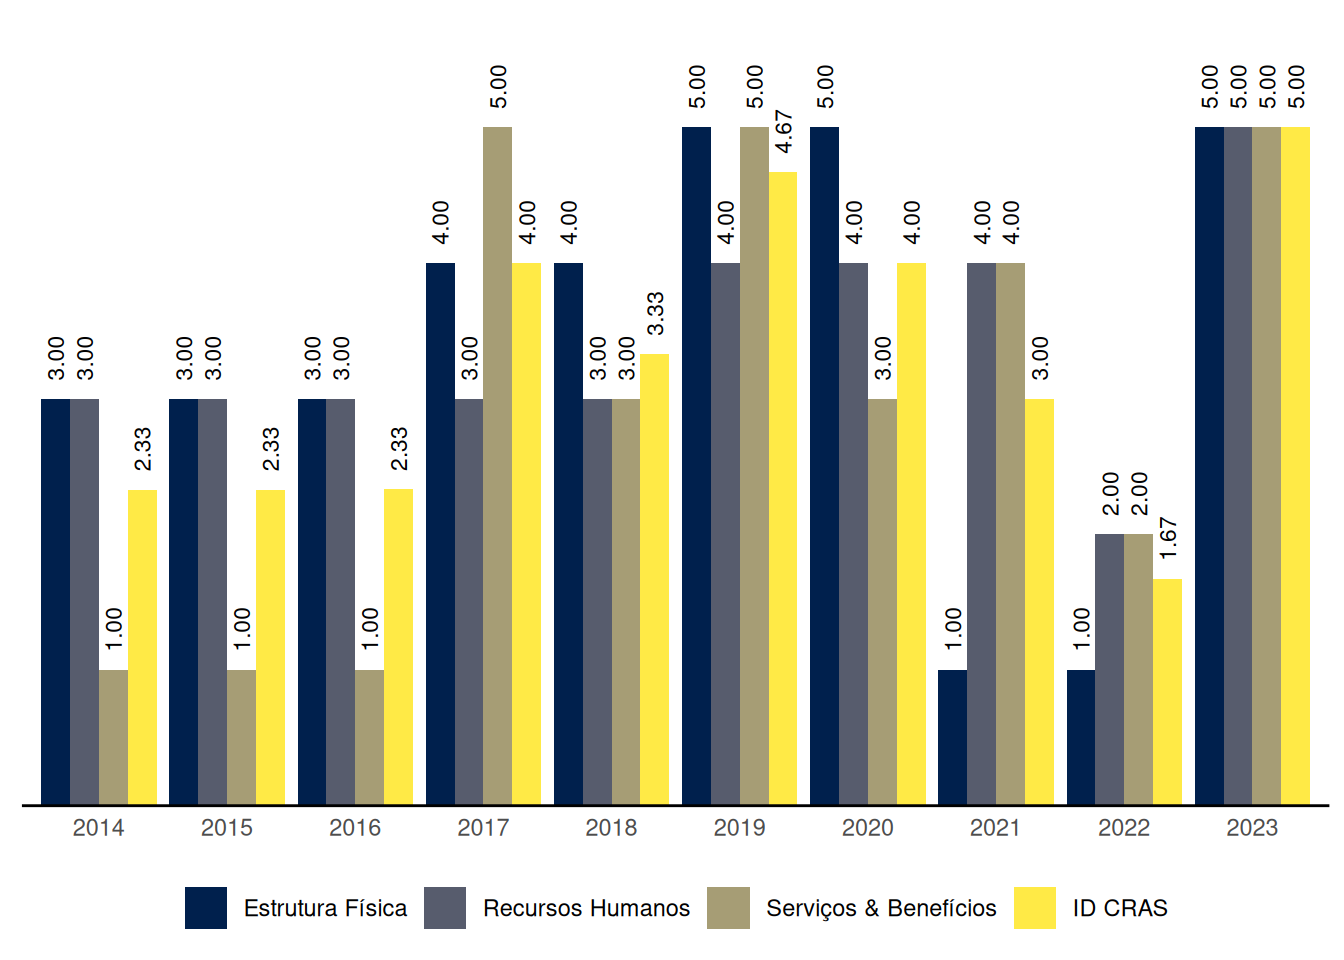 3.00 3.00 1.00 2.33
3.00 3.00 1.00 2.33
3.00 3.00 1.00 2.33
4.00 3.00 5.00 4.00
4.00 3.00 3.00 3.33
5.00 4.00 5.00 4.67
5.00 4.00 3.00 4.00
1.00 4.00 4.00 3.00
1.00 2.00 2.00 1.67
5.00 5.00 5.00 5.00
2014 2015 2016 2017 2018 2019 2020 2021 2022 2023
Estrutura Física Recursos Humanos Serviços & Benefícios ID CRAS